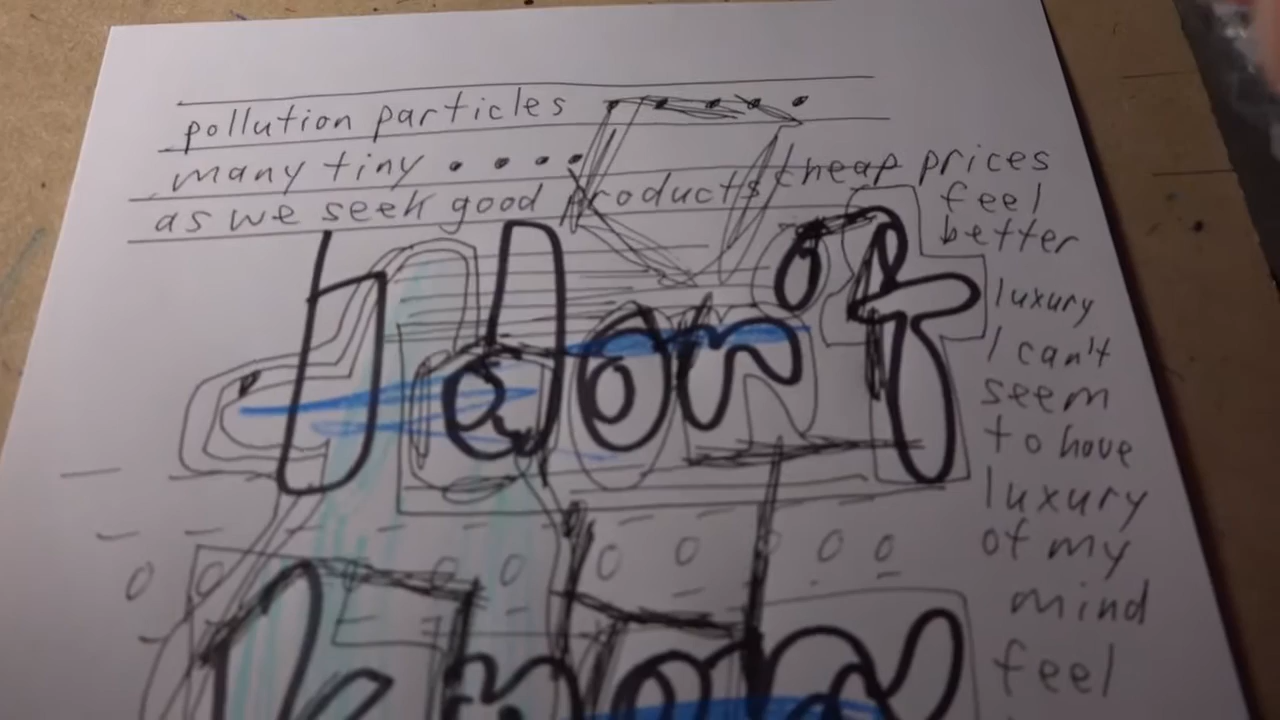 pollution particles
many tiny
as we seek good products cheap prices
feel
better
luxury
I can't
seem
to have
luxury
of my
mind
feel
I don't
know